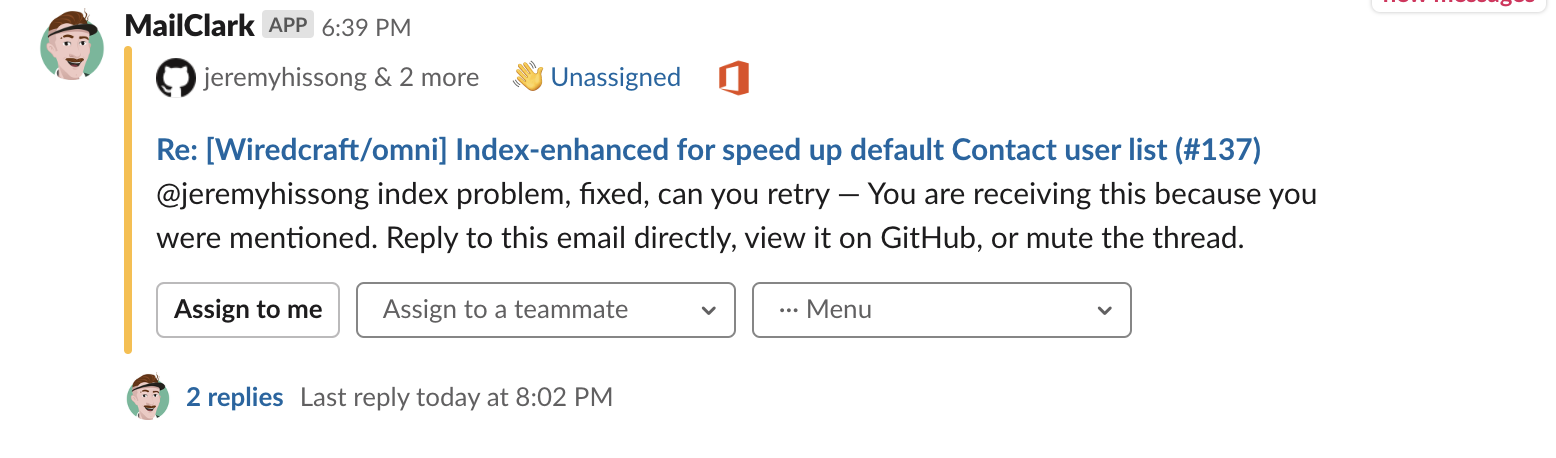 new messages
MailClark APP 6:39 PM
jeremyhissong & 2 more Unassigned
Re: [Wiredcraft/omni] Index-enhanced for speed up default Contact user list (#137)
@jeremyhissong index problem, fixed, can you retry — You are receiving this because you
were mentioned. Reply to this email directly, view it on GitHub, or mute the thread.
Assign to me Assign to a teammate ··· Menu
2 replies Last reply today at 8:02 PM